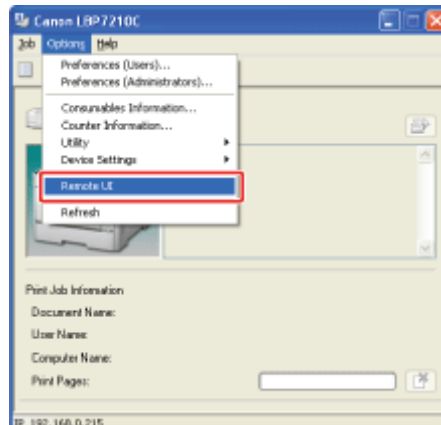 Canon LBP7210C
Job Options Help
Preferences (Users)...
Preferences (Administrators)...
Consumables Information...
Counter Information...
Utility
Device Settings
Remote UI
Refresh
Print Job Information
Document Name:
User Name:
Computer Name:
Print Pages:
IP: 192.168.0.215